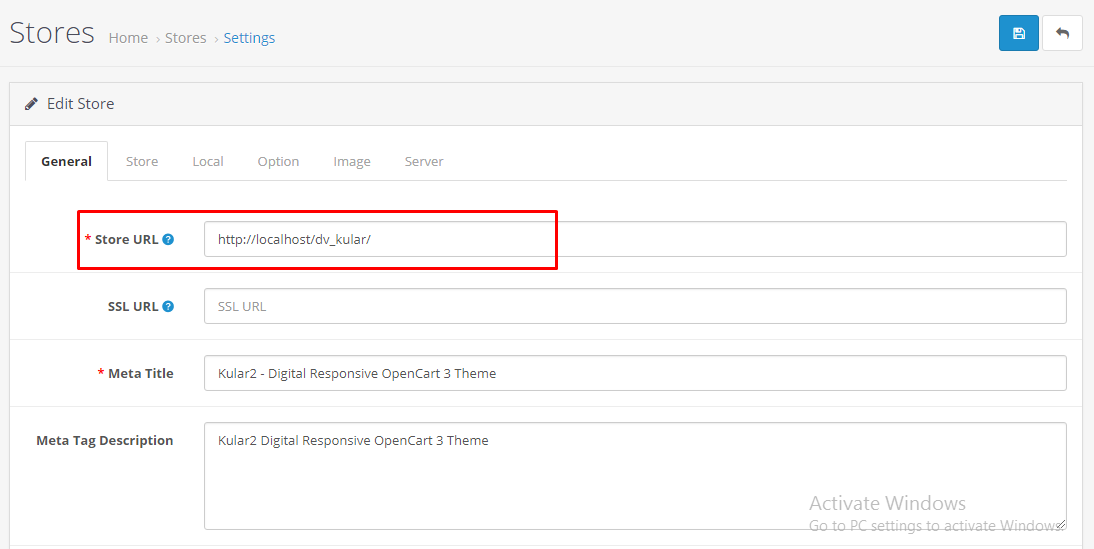 Stores Home › Stores › Settings
Edit Store
General Store Local Option Image Server
* Store URL ? http://localhost/dv_kular/
SSL URL ? SSL URL
* Meta Title Kular2 - Digital Responsive OpenCart 3 Theme
Meta Tag Description Kular2 Digital Responsive OpenCart 3 Theme
Activate Windows
Go to PC settings to activate Windows.